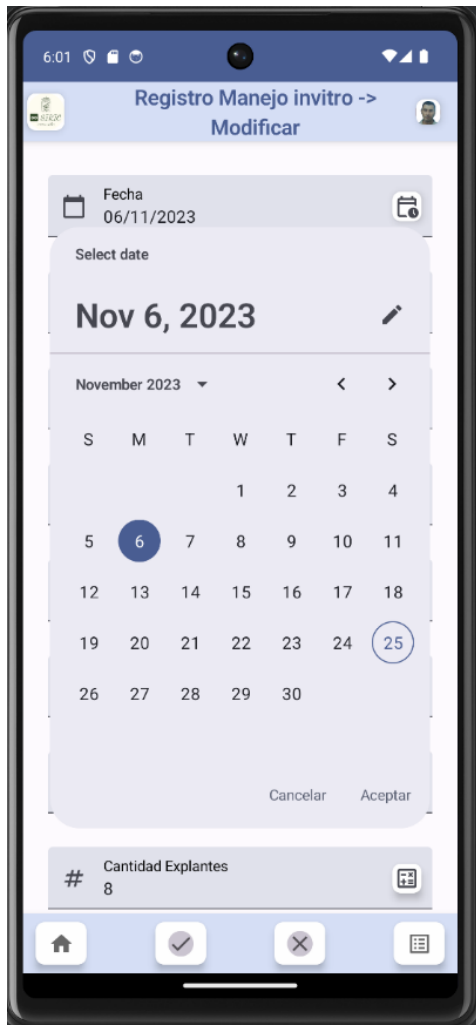 6:01
Registro Manejo invitro ->
Modificar
Fecha
06/11/2023
Select date
Nov 6, 2023
November 2023
S M T W T F S
1 2 3 4
5 6 7 8 9 10 11
12 13 14 15 16 17 18
19 20 21 22 23 24 25
26 27 28 29 30
Cancelar Aceptar
# Cantidad Explantes
8